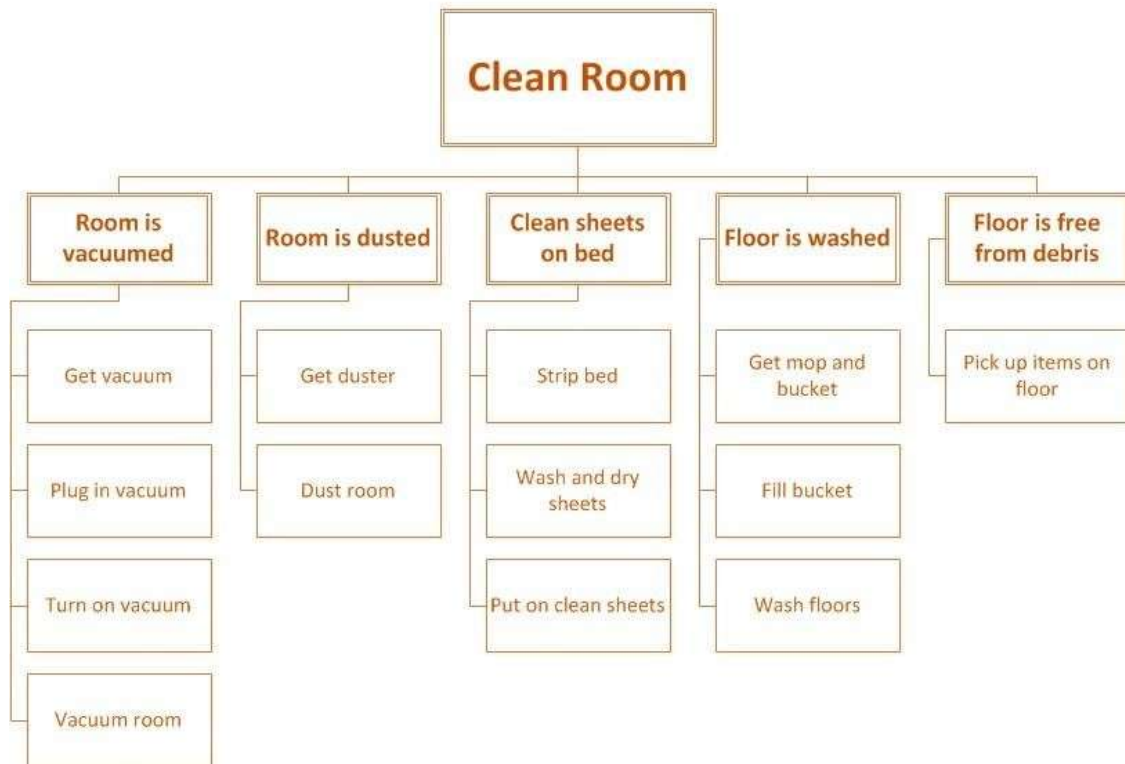 Clean Room
Room is
vacuumed
Room is dusted
Clean sheets
on bed
Floor is washed
Floor is free
from debris
Get vacuum
Get duster
Strip bed
Get mop and
bucket
Pick up items on
floor
Plug in vacuum
Dust room
Wash and dry
sheets
Fill bucket
Turn on vacuum
Put on clean sheets
Wash floors
Vacuum room